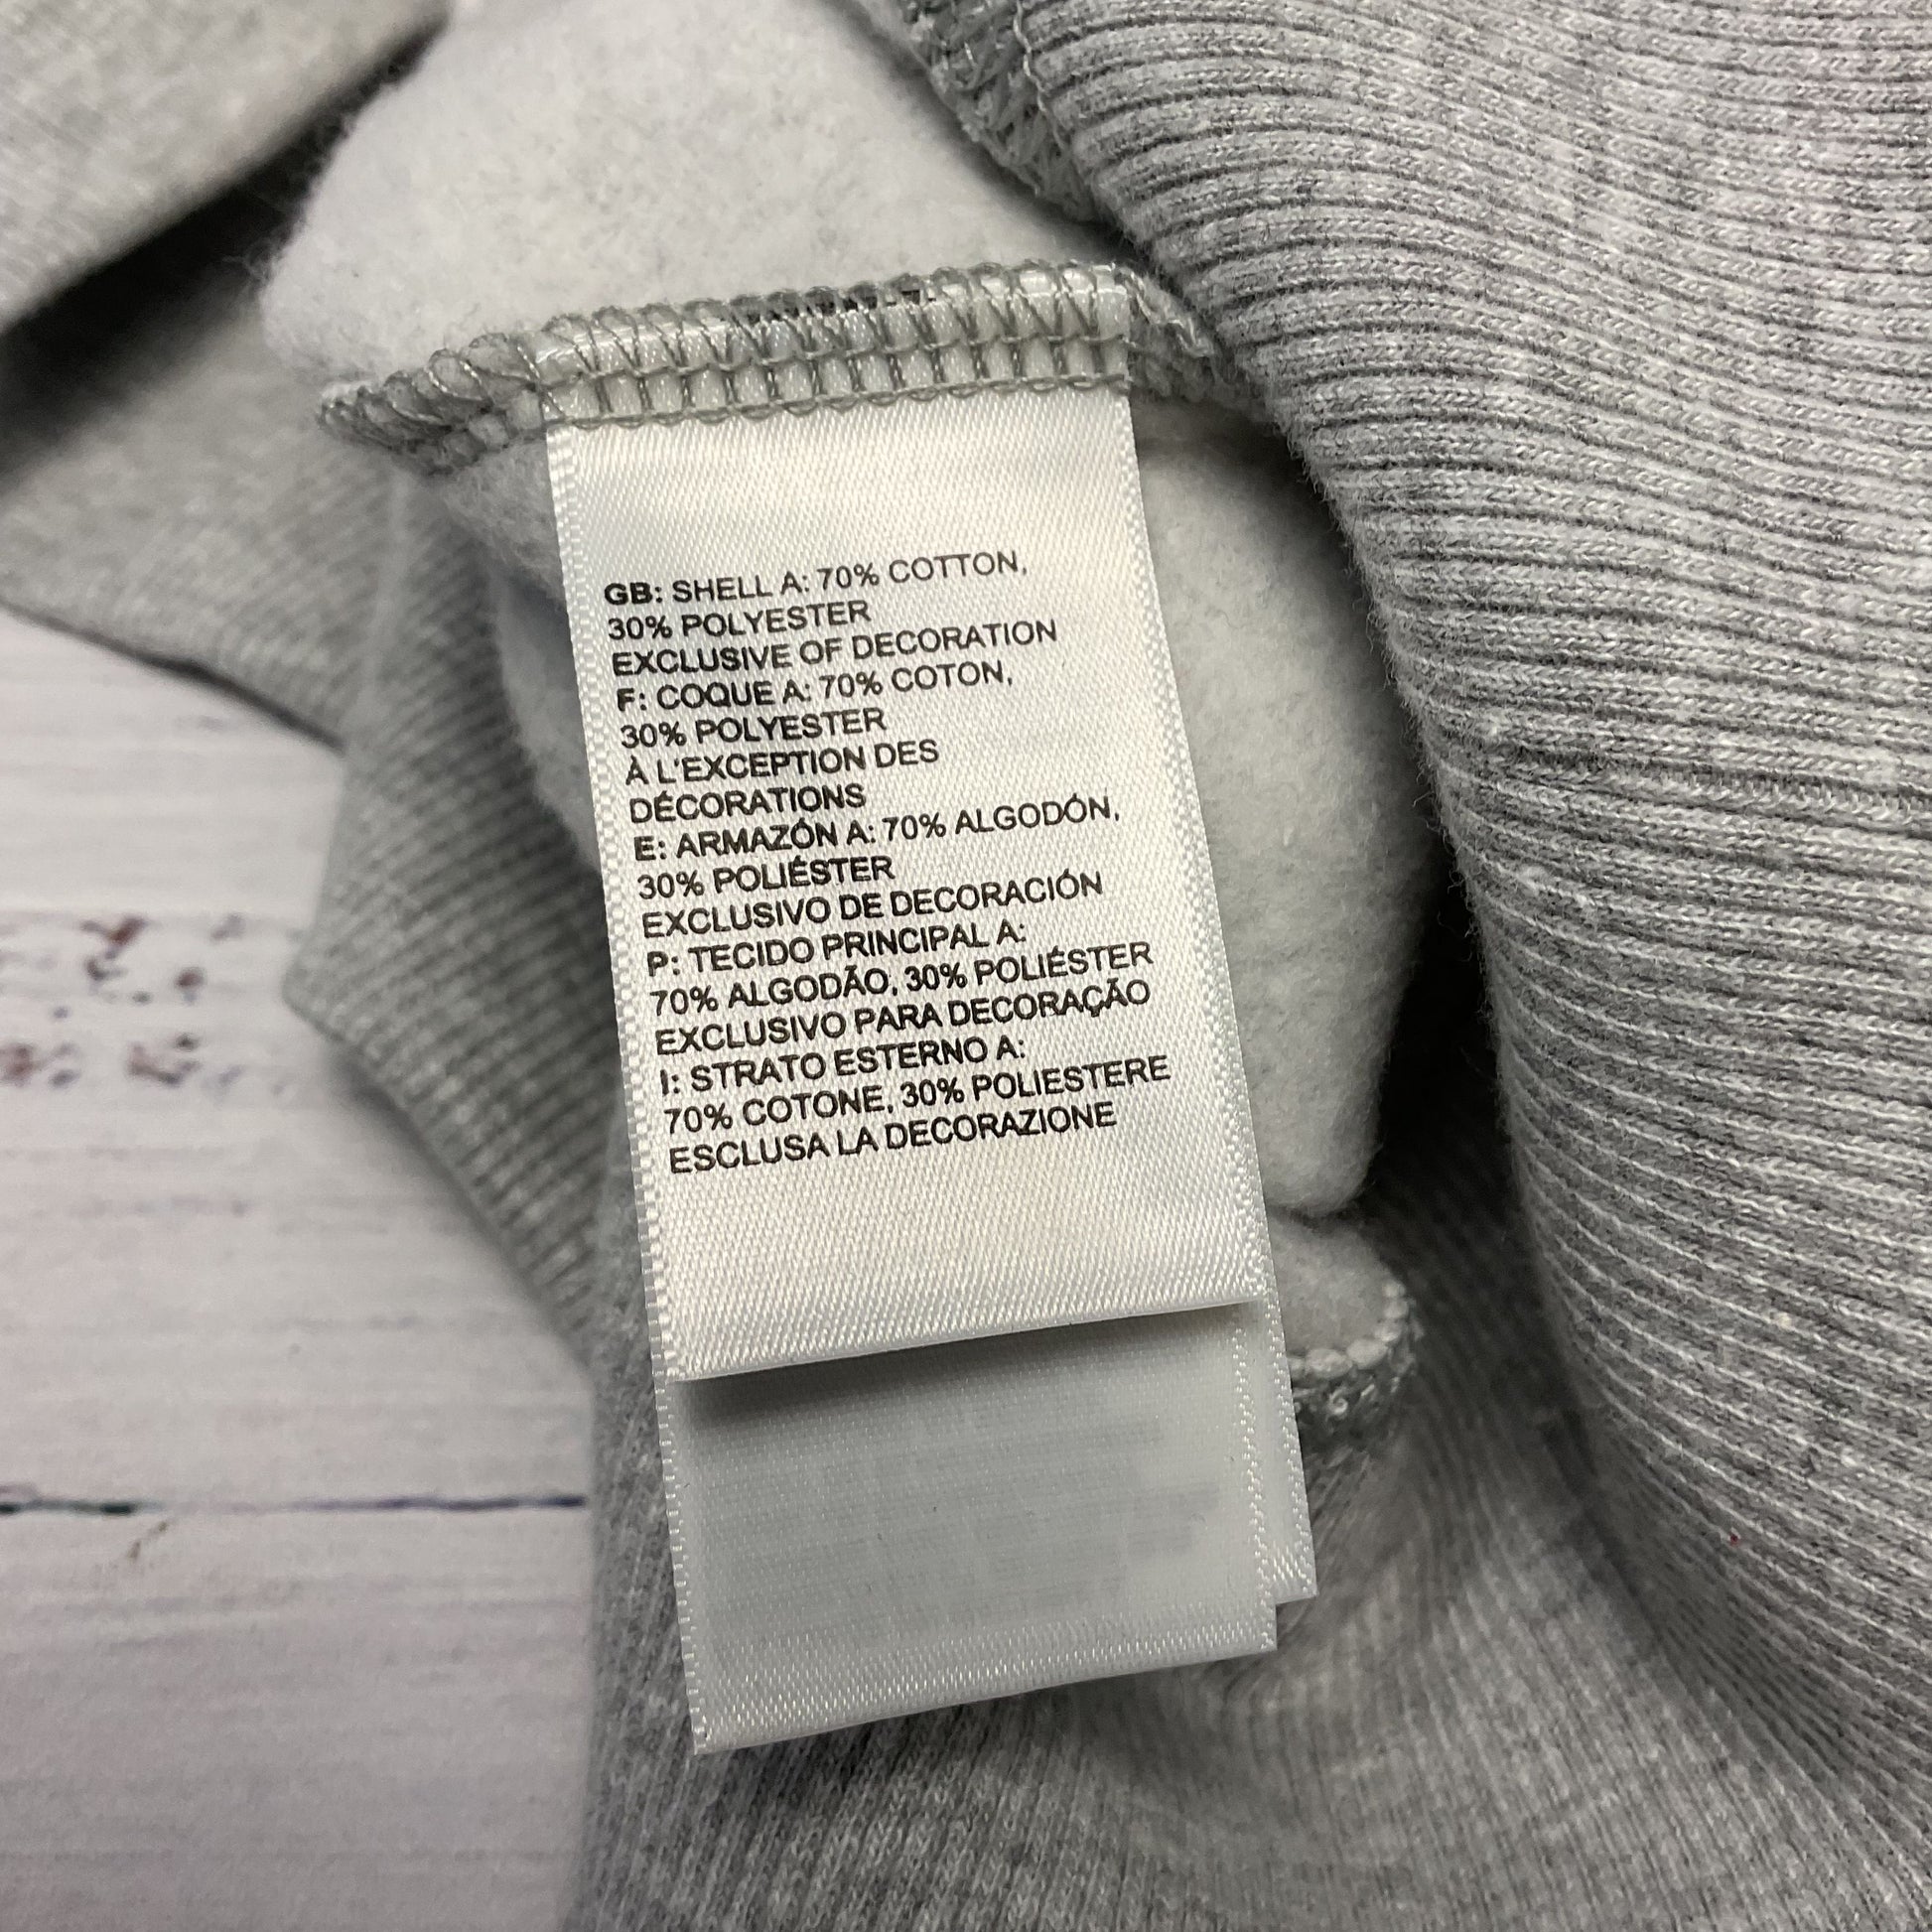 GB: SHELL A: 70% COTTON,
30% POLYESTER
EXCLUSIVE OF DECORATION
F: COQUE A: 70% COTON,
30% POLYESTER
À L'EXCEPTION DES
DÉCORATIONS
E: ARMAZÓN A: 70% ALGODÓN,
30% POLIÉSTER
EXCLUSIVO DE DECORACIÓN
P: TECIDO PRINCIPAL A:
70% ALGODÃO, 30% POLIÉSTER
EXCLUSIVO PARA DECORAÇÃO
I: STRATO ESTERNO A:
70% COTONE, 30% POLIESTERE
ESCLUSA LA DECORAZIONE